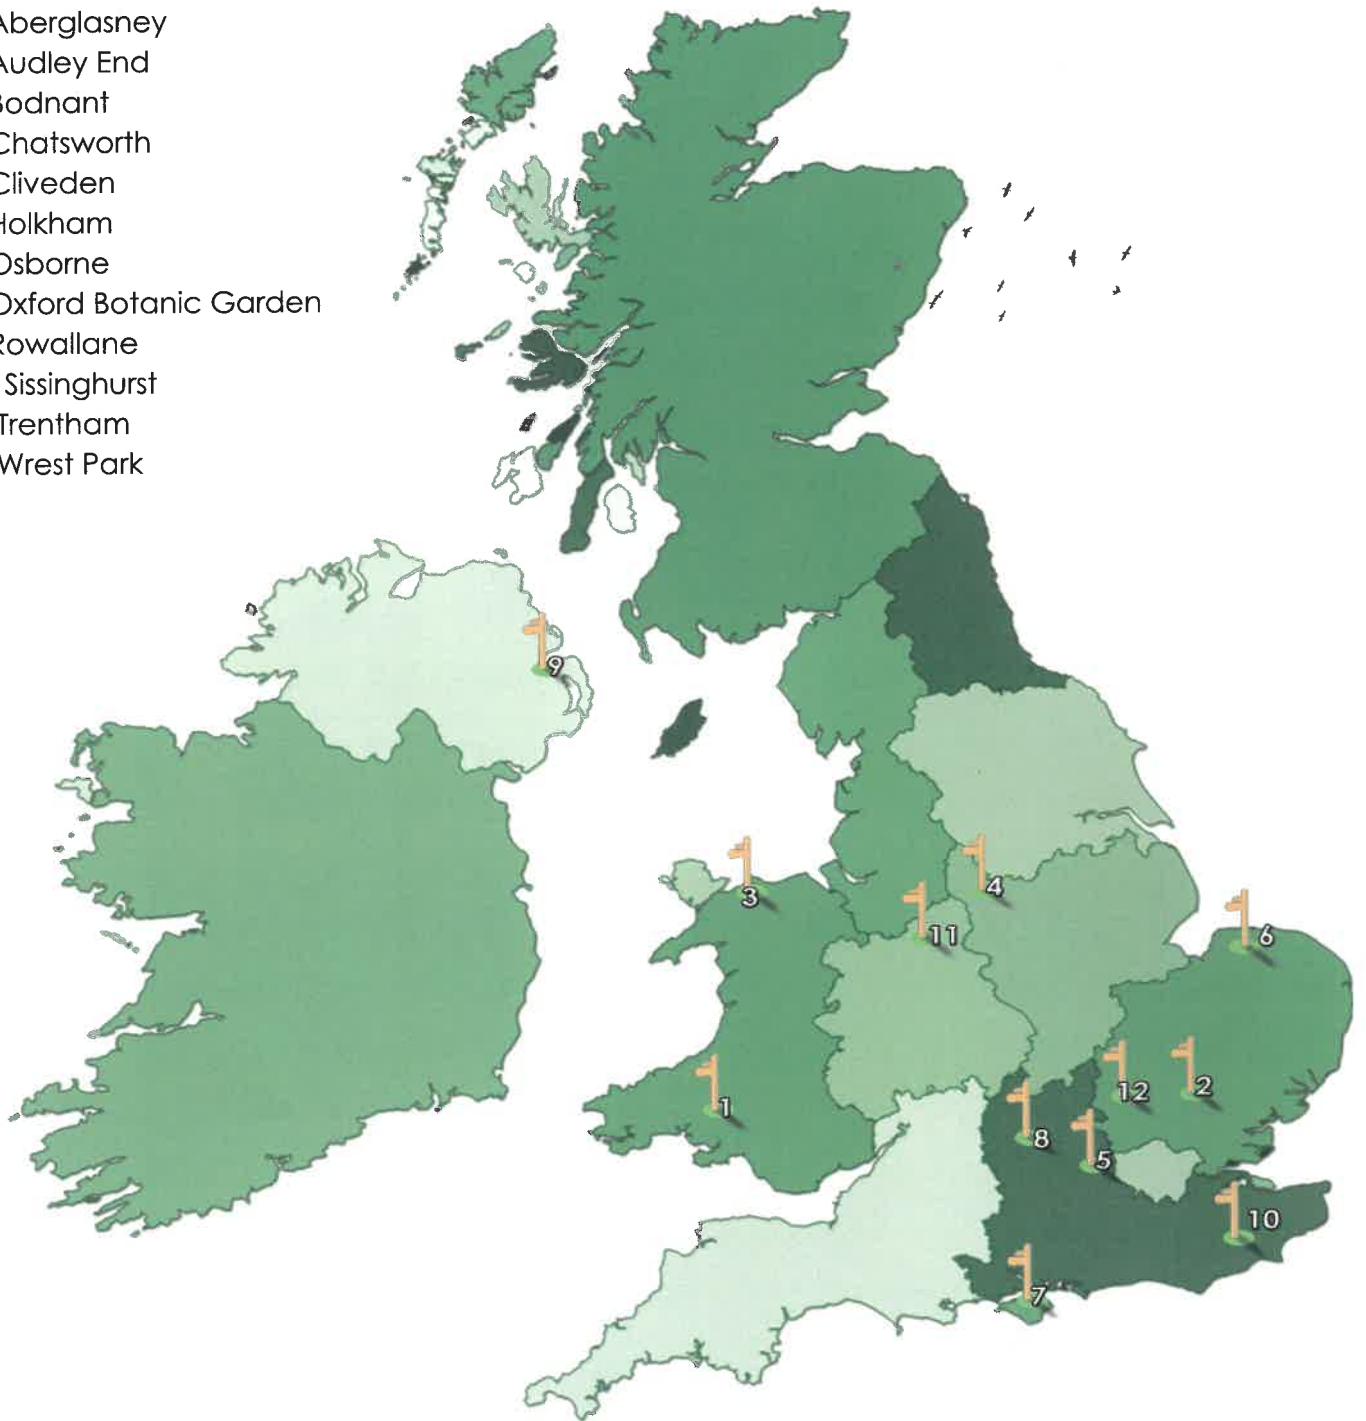 Aberglasney
Audley End
Bodnant
Chatsworth
Cliveden
Holkham
Osborne
Oxford Botanic Garden
Rowallane
Sissinghurst
Trentham
Wrest Park
9
3
4
11
6
1
12
2
8
5
10
7